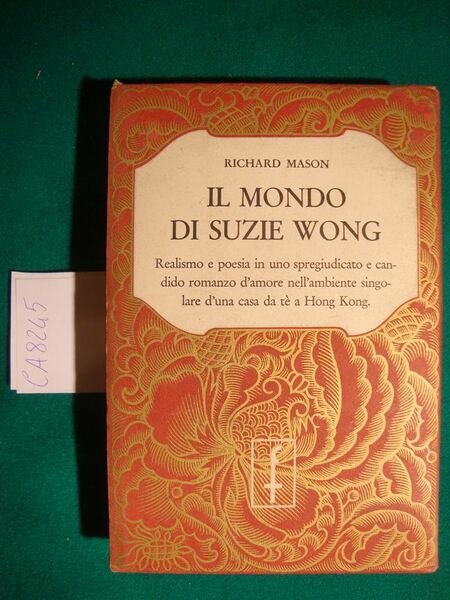 RICHARD MASON
IL MONDO
DI SUZIE WONG
Realismo e poesia in uno spregiudicato e can-
dido romanzo d'amore nell'ambiente singo-
lare d'una casa da tè a Hong Kong.
f
CA8245